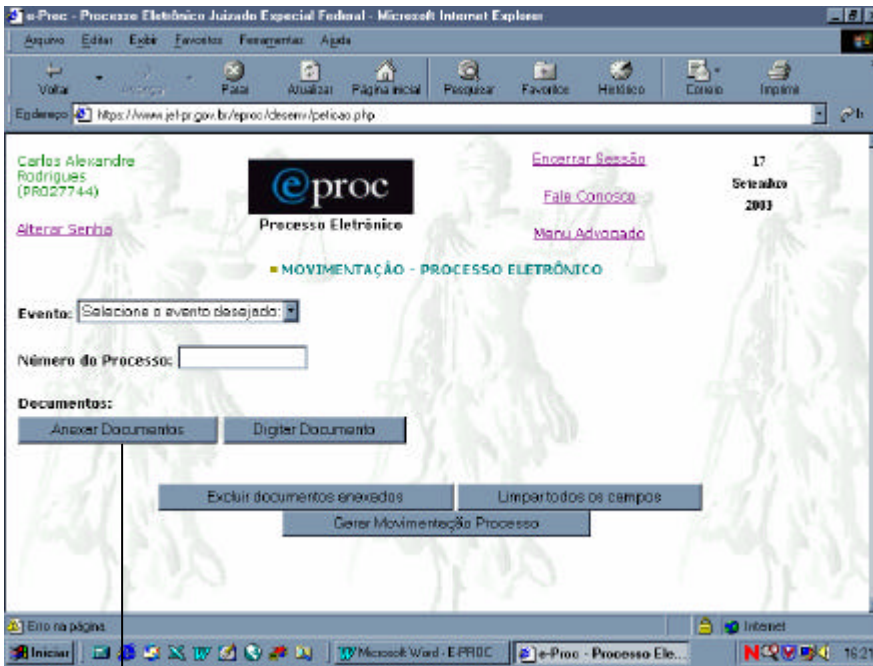 e-Proc - Processo Eletrônico Juizado Especial Federal - Microsoft Internet Explorer
Arquivo Editar Exibir Favoritos Ferramentas Ajuda
Voltar Avançar Parar Atualizar Página inicial Pesquisar Favoritos Histórico Correio Imprimir
Endereço https://www.jef-pr.gov.br/eproc/desenv/peticao.php
Carlos Alexandre
Rodrigues
(PR027744)
Alterar Senha
eproc
Processo Eletrônico
Encerrar Sessão
Fale Conosco
Menu Advogado
17
Setembro
2003
MOVIMENTAÇÃO - PROCESSO ELETRÔNICO
Evento: Selecione o evento desejado:
Número do Processo:
Documentos:
Anexar Documentos Digitar Documento
Excluir documentos anexados Limpar todos os campos
Gerar Movimentação Processo
Erro na página. Internet
Iniciar Microsoft Word - E-PROC e-Proc - Processo Ele... 16:21